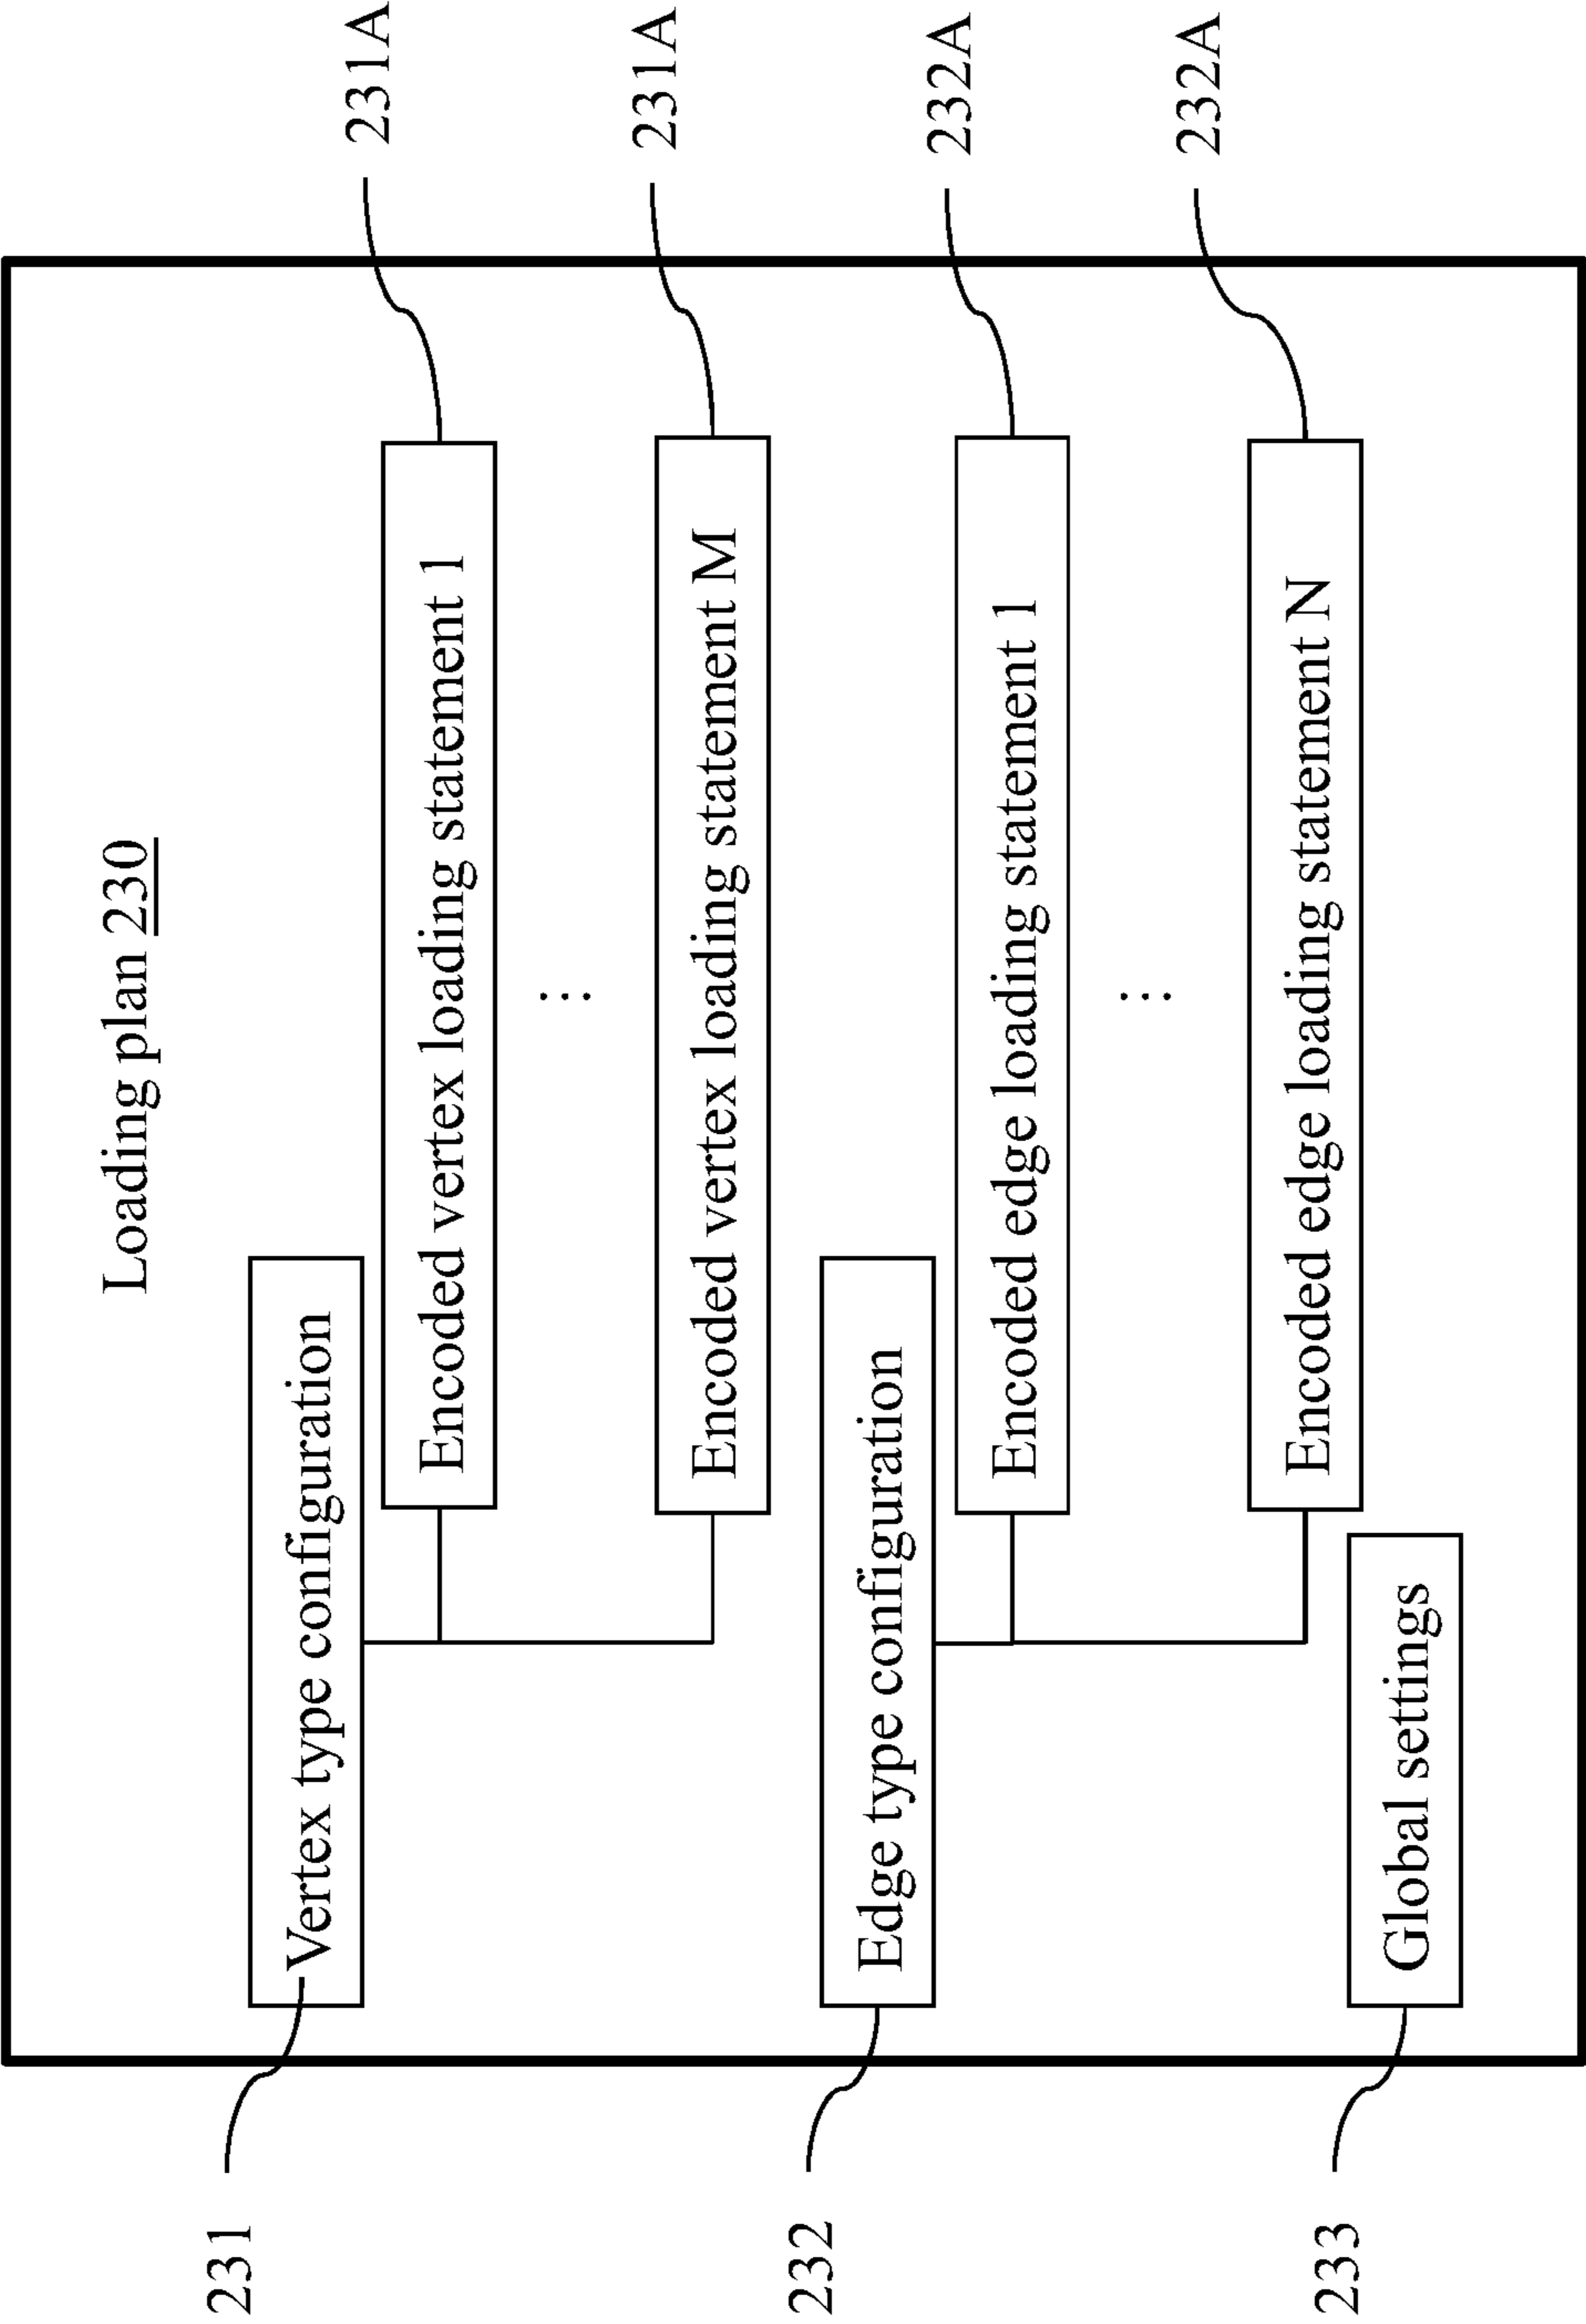 Loading plan 230
231
Vertex type configuration
Encoded vertex loading statement 1
231A
⋮
Encoded vertex loading statement M
231A
232
Edge type configuration
Encoded edge loading statement 1
232A
⋮
Encoded edge loading statement N
232A
233
Global settings